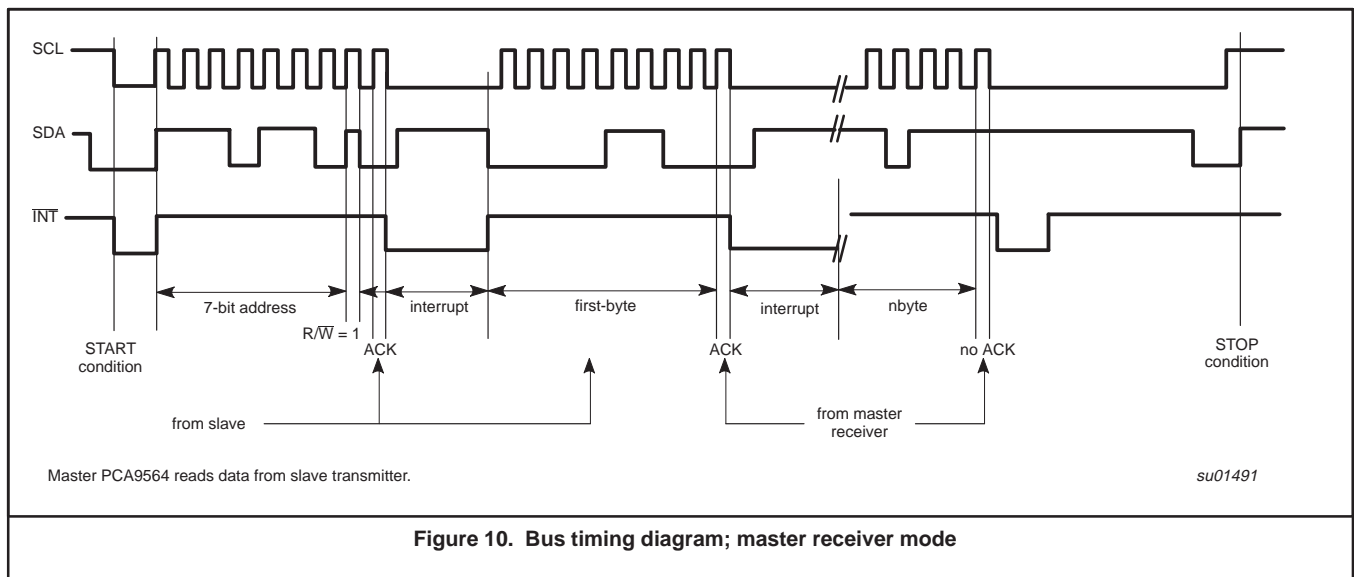 SCL
SDA
INT
7-bit address
interrupt
first-byte
interrupt
nbyte
R/W = 1
START
condition
ACK
ACK
no ACK
STOP
condition
from slave
from master
receiver
Master PCA9564 reads data from slave transmitter.
su01491
Figure 10. Bus timing diagram; master receiver mode